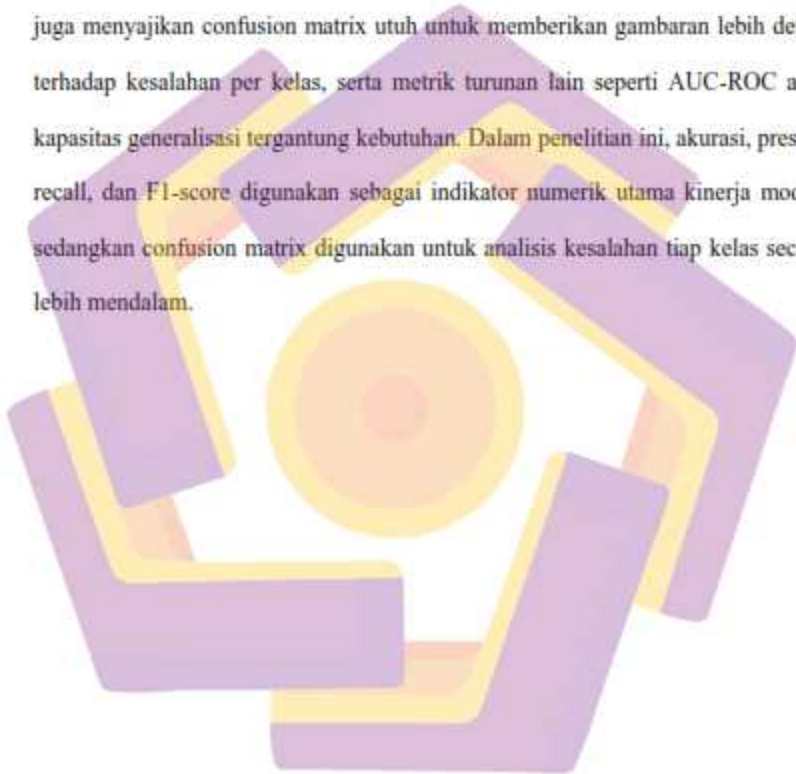 juga menyajikan confusion matrix utuh untuk memberikan gambaran lebih de
terhadap kesalahan per kelas, serta metrik turunan lain seperti AUC-ROC a
kapasitas generalisasi tergantung kebutuhan. Dalam penelitian ini, akurasi, pres
recall, dan F1-score digunakan sebagai indikator numerik utama kinerja mod
sedangkan confusion matrix digunakan untuk analisis kesalahan tiap kelas sec
lebih mendalam.